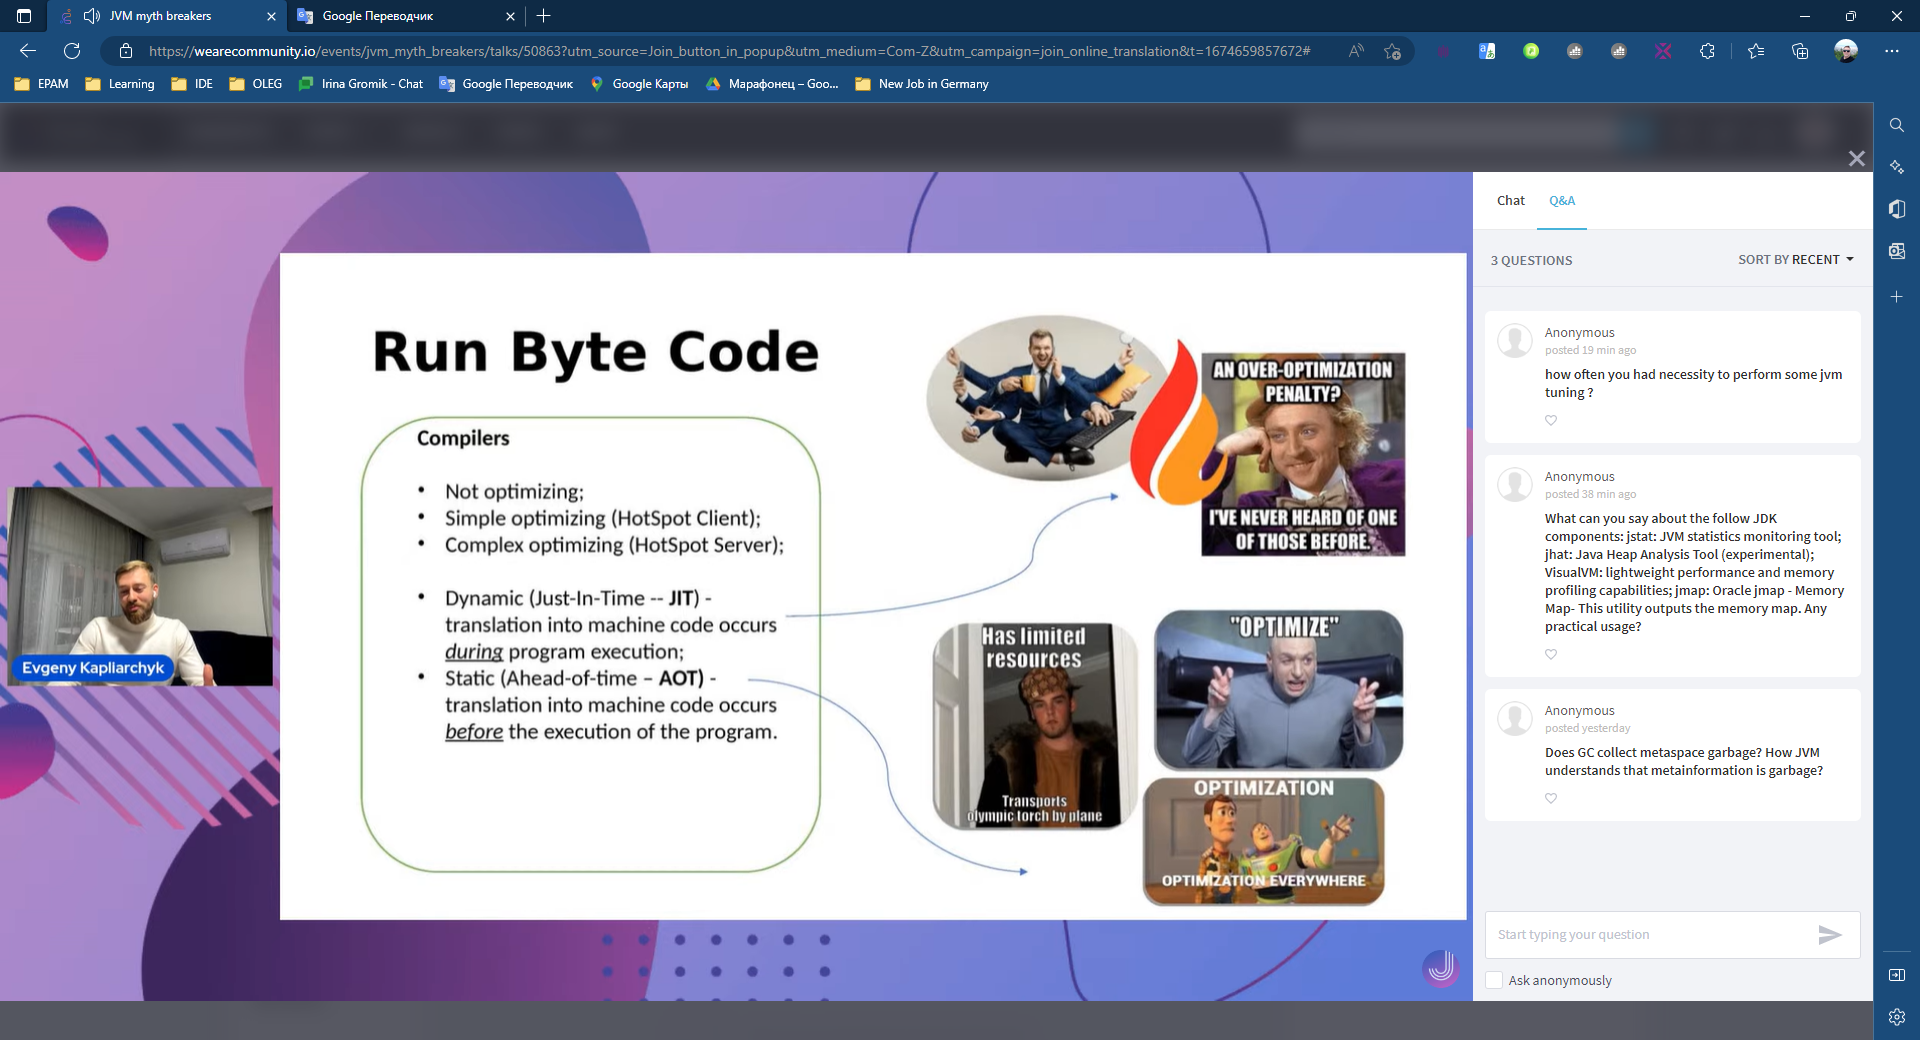 JVM myth breakers
Google Переводчик
https://wearecommunity.io/events/jvm_myth_breakers/talks/50863?utm_source=Join_button_in_popup&utm_medium=Com-Z&utm_campaign=join_online_translation&t=1674659857672#
EPAM
Learning
IDE
OLEG
Irina Gromik - Chat
Google Переводчик
Google Карты
Марафонец – Goo...
New Job in Germany
Run Byte Code
Compilers
• Not optimizing;
• Simple optimizing (HotSpot Client);
• Complex optimizing (HotSpot Server);
• Dynamic (Just-In-Time -- JIT) -
translation into machine code occurs
during program execution;
• Static (Ahead-of-time – AOT) -
translation into machine code occurs
before the execution of the program.
AN OVER-OPTIMIZATION
PENALTY?
I'VE NEVER HEARD OF ONE
OF THOSE BEFORE.
Has limited
resources
Transports
olympic torch by plane
"OPTIMIZE"
OPTIMIZATION
OPTIMIZATION EVERYWHERE
Evgeny Kapliarchyk
Chat
Q&A
3 QUESTIONS
SORT BY RECENT
Anonymous
posted 19 min ago
how often you had necessity to perform some jvm
tuning ?
Anonymous
posted 38 min ago
What can you say about the follow JDK
components: jstat: JVM statistics monitoring tool;
jhat: Java Heap Analysis Tool (experimental);
VisualVM: lightweight performance and memory
profiling capabilities; jmap: Oracle jmap - Memory
Map- This utility outputs the memory map. Any
practical usage?
Anonymous
posted yesterday
Does GC collect metaspace garbage? How JVM
understands that metainformation is garbage?
Start typing your question
Ask anonymously